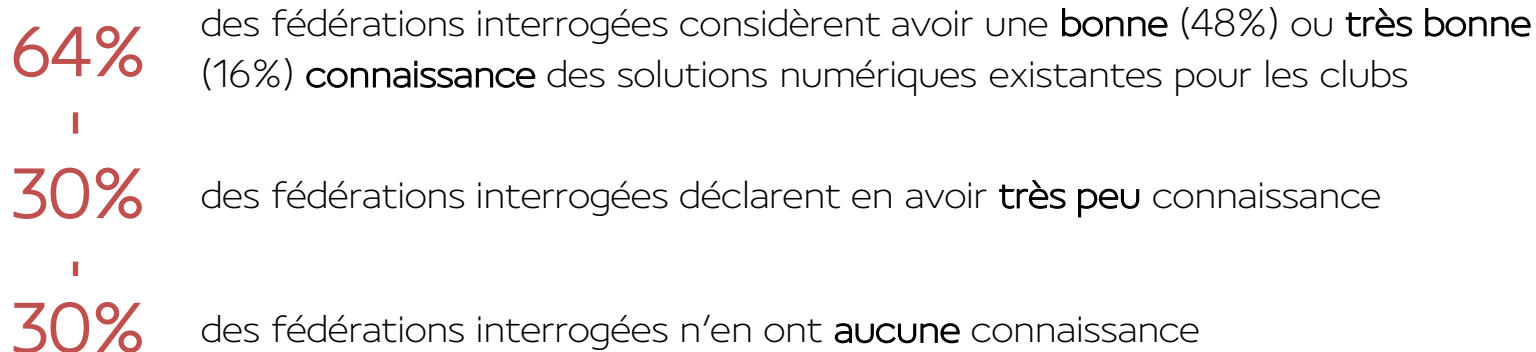 64%
des fédérations interrogées considèrent avoir une bonne (48%) ou très bonne
(16%) connaissance des solutions numériques existantes pour les clubs
30%
des fédérations interrogées déclarent en avoir très peu connaissance
30%
des fédérations interrogées n'en ont aucune connaissance